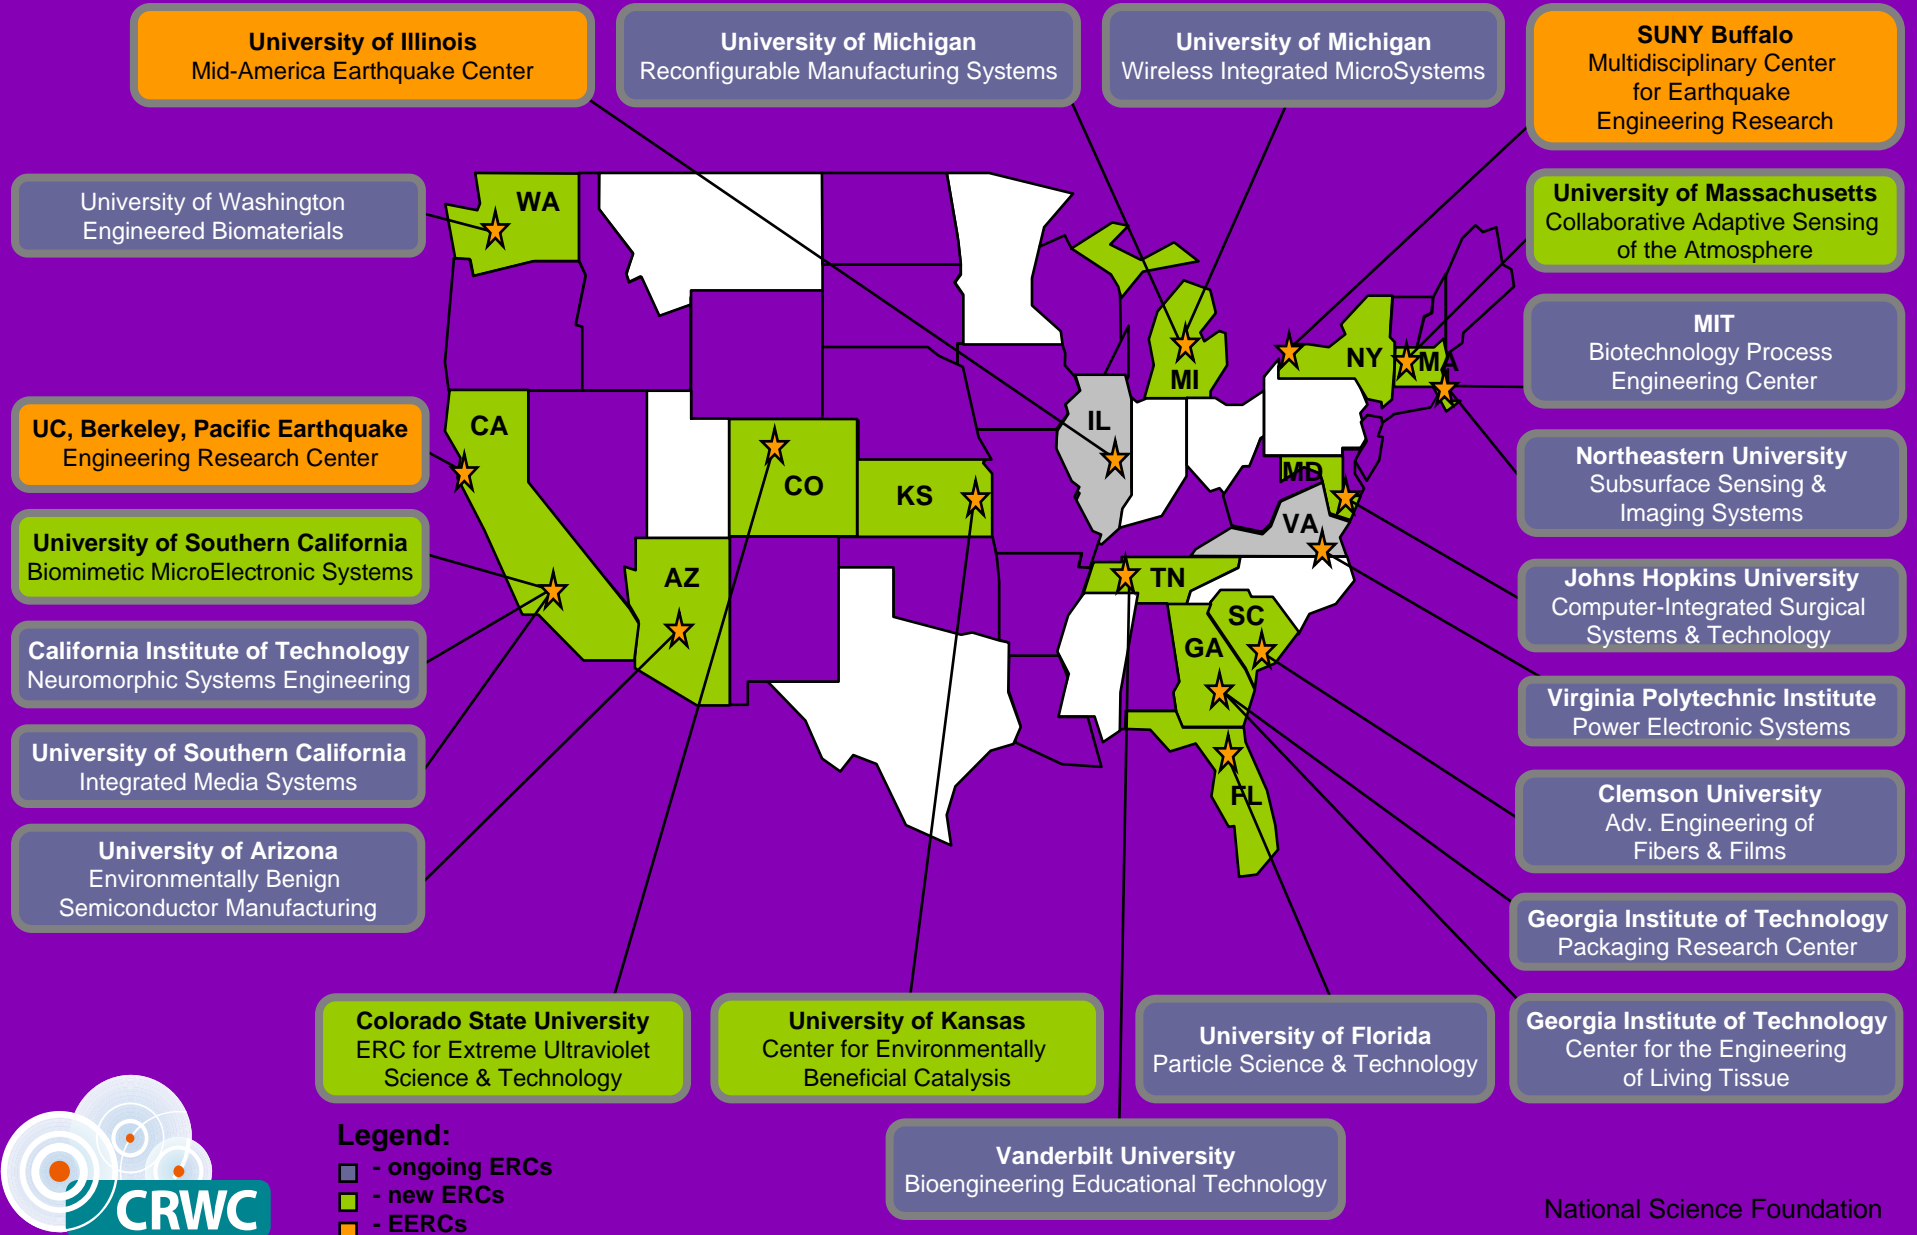 University of Illinois
Mid-America Earthquake Center
University of Michigan
Reconfigurable Manufacturing Systems
University of Michigan
Wireless Integrated MicroSystems
SUNY Buffalo
Multidisciplinary Center
for Earthquake
Engineering Research
University of Washington
Engineered Biomaterials
University of Massachusetts
Collaborative Adaptive Sensing
of the Atmosphere
MIT
Biotechnology Process
Engineering Center
UC, Berkeley, Pacific Earthquake
Engineering Research Center
Northeastern University
Subsurface Sensing &
Imaging Systems
University of Southern California
Biomimetic MicroElectronic Systems
Johns Hopkins University
Computer-Integrated Surgical
Systems & Technology
California Institute of Technology
Neuromorphic Systems Engineering
Virginia Polytechnic Institute
Power Electronic Systems
University of Southern California
Integrated Media Systems
Clemson University
Adv. Engineering of
Fibers & Films
University of Arizona
Environmentally Benign
Semiconductor Manufacturing
Georgia Institute of Technology
Packaging Research Center
WA
NY
MA
MI
CA
IL
CO
KS
MD
VA
AZ
TN
SC
GA
FL
Colorado State University
ERC for Extreme Ultraviolet
Science & Technology
University of Kansas
Center for Environmentally
Beneficial Catalysis
University of Florida
Particle Science & Technology
Georgia Institute of Technology
Center for the Engineering
of Living Tissue
Vanderbilt University
Bioengineering Educational Technology
Legend:
- ongoing ERCs
- new ERCs
- EERCs
CRWC
National Science Foundation